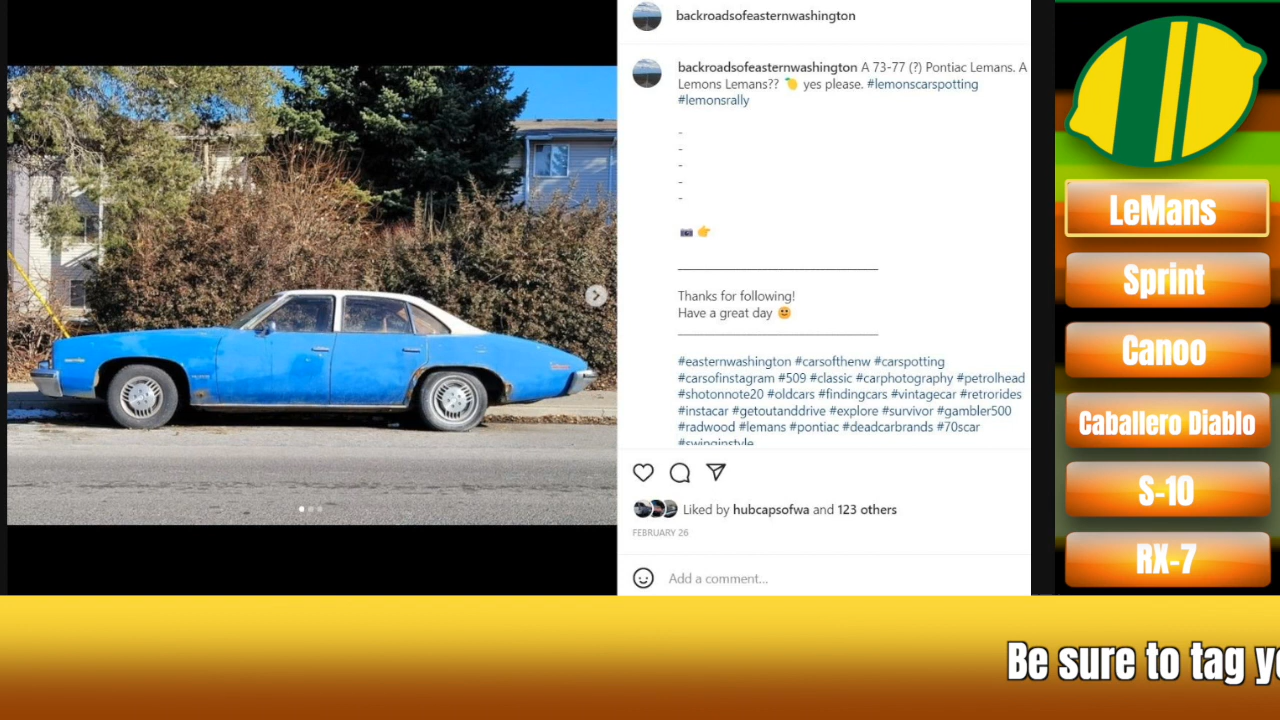 backroadsofeasternwashington
backroadsofeasternwashington A 73-77 (?) Pontiac Lemans. A
Lemons Lemans?? 🍋 yes please. #lemonscarspotting
#lemonsrally
-
-
-
-
-
📷 👉
Thanks for following!
Have a great day 🙂
#easternwashington #carsofthenw #carspotting
#carsofinstagram #509 #classic #carphotography #petrolhead
#shotonnote20 #oldcars #findingcars #vintagecar #retrorides
#instacar #getoutanddrive #explore #survivor #gambler500
#radwood #lemans #pontiac #deadcarbrands #70scar
#swinginstyle
Liked by hubcapsofwa and 123 others
FEBRUARY 26
Add a comment...
LeMans
Sprint
Canoo
Caballero Diablo
S-10
RX-7
Be sure to tag yo